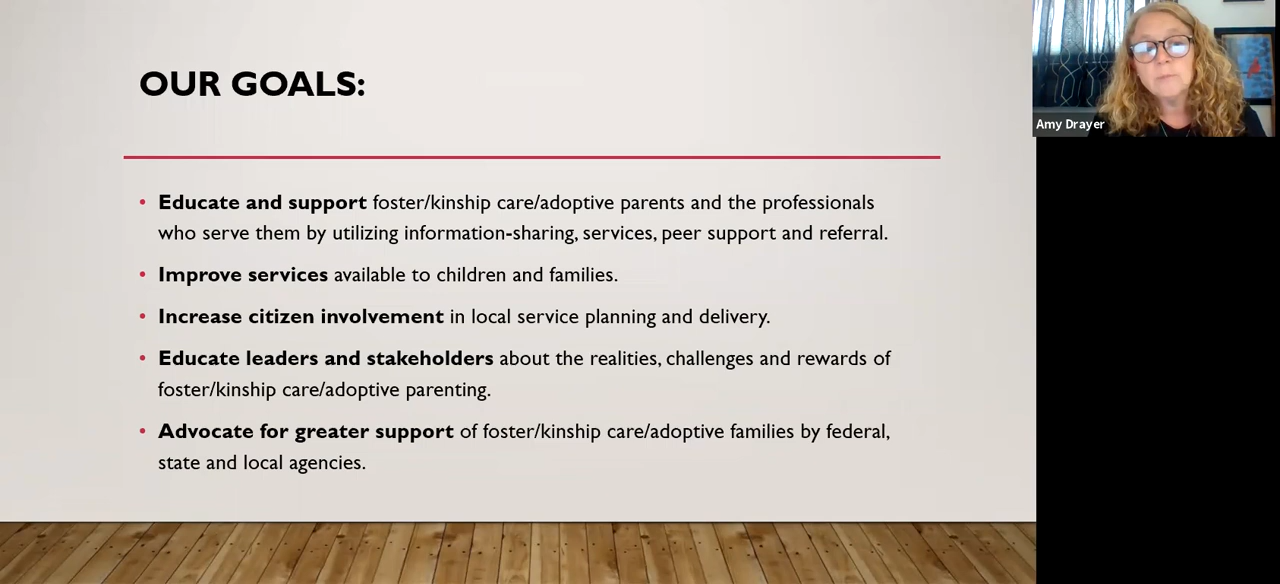 OUR GOALS:
• Educate and support foster/kinship care/adoptive parents and the professionals
who serve them by utilizing information-sharing, services, peer support and referral.
• Improve services available to children and families.
• Increase citizen involvement in local service planning and delivery.
• Educate leaders and stakeholders about the realities, challenges and rewards of
foster/kinship care/adoptive parenting.
• Advocate for greater support of foster/kinship care/adoptive families by federal,
state and local agencies.
Amy Drayer